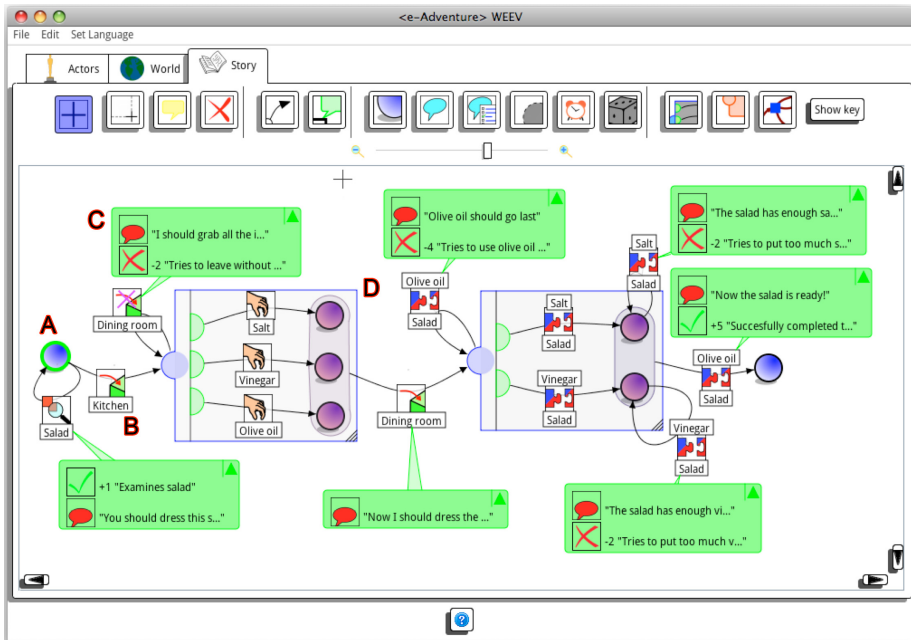 <e-Adventure> WEEV
File Edit Set Language
Actors
World
Story
Show key
C
"I should grab all the i..."
-2 "Tries to leave without ..."
"Olive oil should go last"
-4 "Tries to use olive oil ..."
"The salad has enough sa..."
-2 "Tries to put too much s..."
Salt
Salad
"Now the salad is ready!"
+5 "Succesfully completed t..."
D
Olive oil
Salad
Dining room
A
Salt
Salt
Salad
Kitchen
B
Vinegar
Olive oil
Salad
Olive oil
Dining room
Vinegar
Salad
Salad
Vinegar
Salad
+1 "Examines salad"
"You should dress this s..."
"Now I should dress the ..."
"The salad has enough vi..."
-2 "Tries to put too much v..."